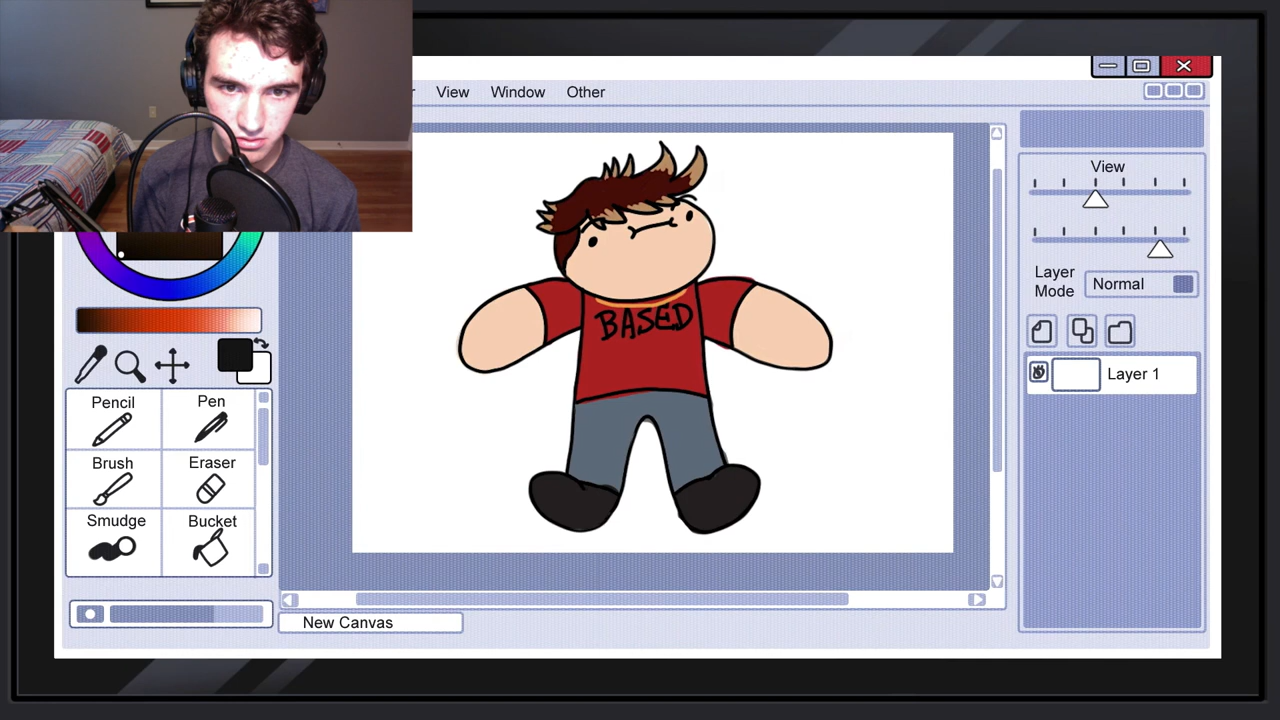 View Window Other
View
BASED
Layer
Mode Normal
Layer 1
Pencil Pen
Brush Eraser
Smudge Bucket
New Canvas